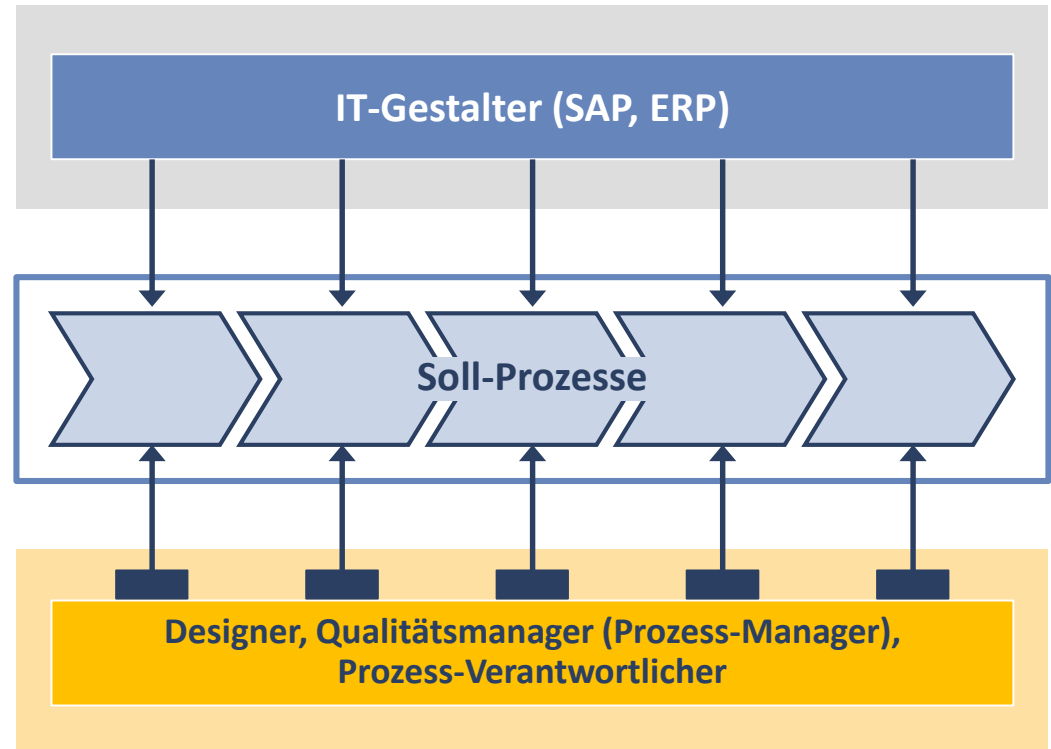 IT-Gestalter (SAP, ERP)
Soll-Prozesse
Designer, Qualitätsmanager (Prozess-Manager),
Prozess-Verantwortlicher